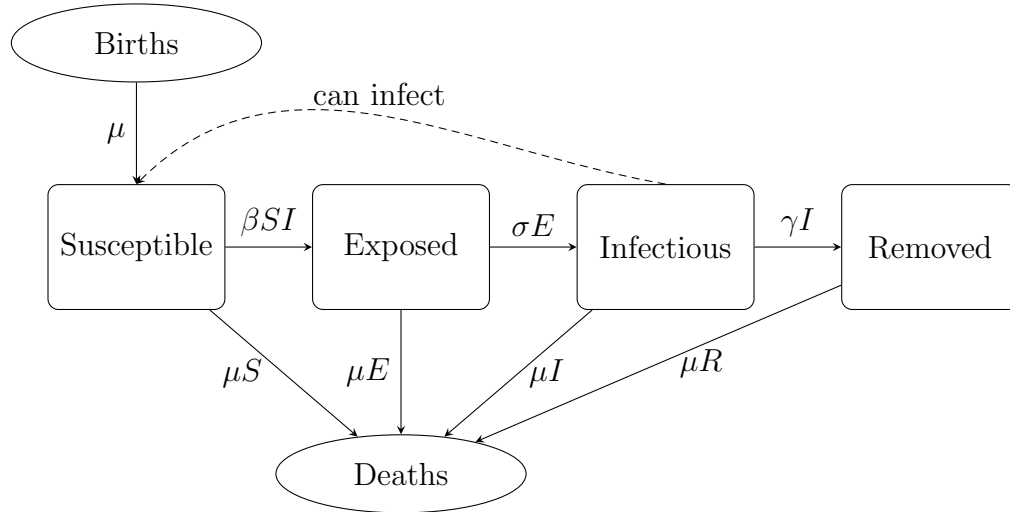 Births
can infect
μ
βSI
σE
γI
Susceptible
Exposed
Infectious
Removed
μS
μE
μI
μR
Deaths